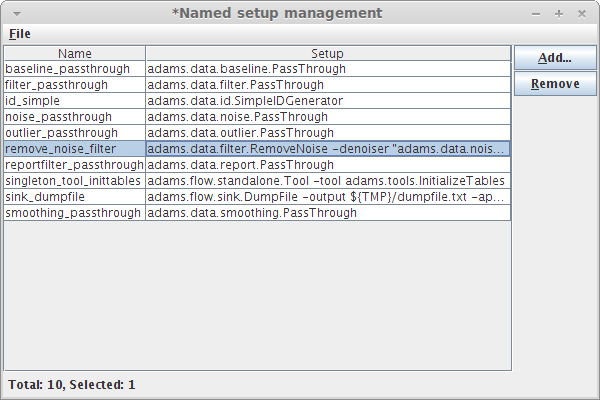 *Named setup management
File
Name Setup
baseline_passthrough adams.data.baseline.PassThrough
filter_passthrough adams.data.filter.PassThrough
id_simple adams.data.id.SimpleIDGenerator
noise_passthrough adams.data.noise.PassThrough
outlier_passthrough adams.data.outlier.PassThrough
remove_noise_filter adams.data.filter.RemoveNoise -denoiser "adams.data.nois...
reportfilter_passthrough adams.data.report.PassThrough
singleton_tool_inittables adams.flow.standalone.Tool -tool adams.tools.InitializeTables
sink_dumpfile adams.flow.sink.DumpFile -output ${TMP}/dumpfile.txt -ap...
smoothing_passthrough adams.data.smoothing.PassThrough
Add...
Remove
Total: 10, Selected: 1